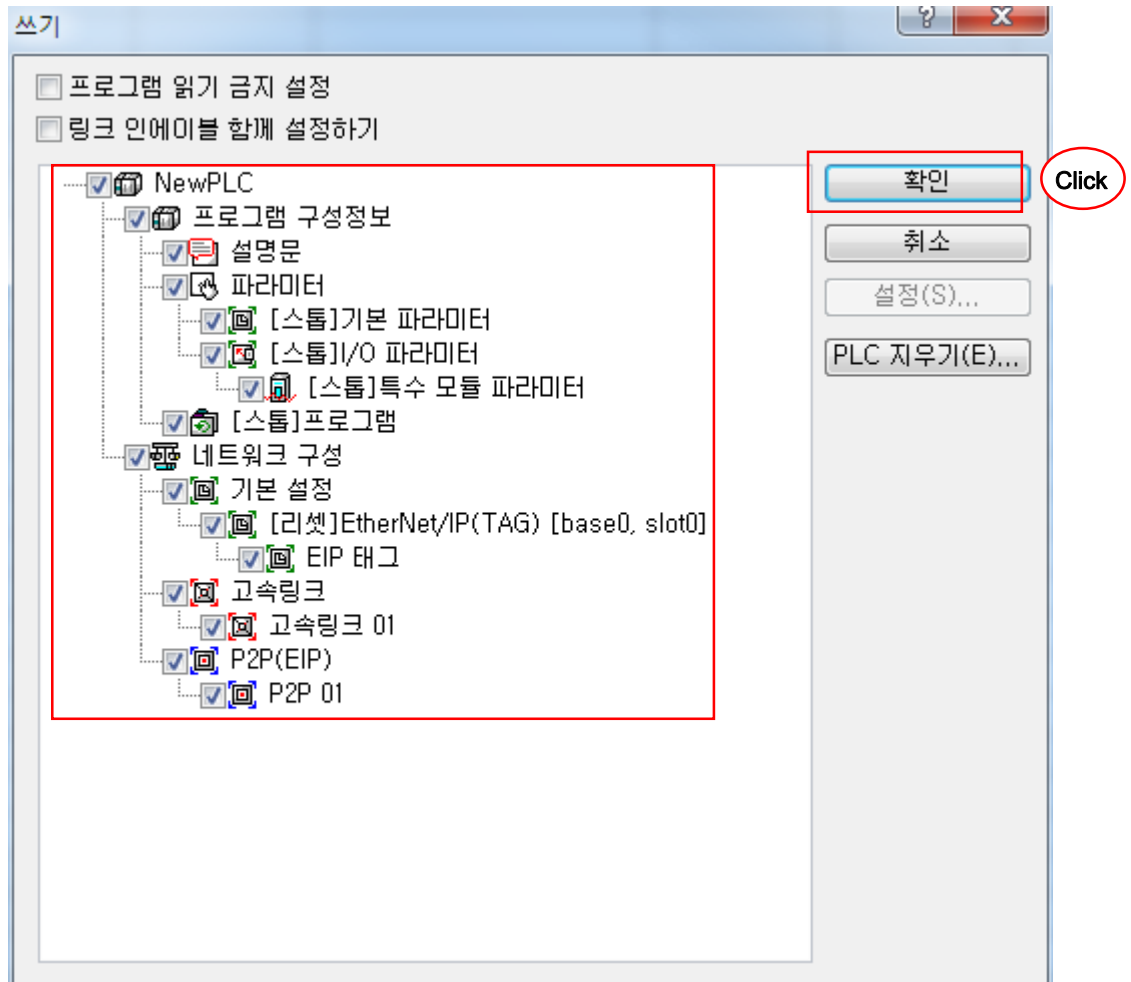 쓰기
프로그램 읽기 금지 설정
링크 인에이블 함께 설정하기
NewPLC
프로그램 구성정보
설명문
파라미터
[스톱]기본 파라미터
[스톱]I/O 파라미터
[스톱]특수 모듈 파라미터
[스톱]프로그램
네트워크 구성
기본 설정
[리셋]EtherNet/IP(TAG) [base0, slot0]
EIP 태그
고속링크
고속링크 01
P2P(EIP)
P2P 01
확인
Click
취소
설정(S)...
PLC 지우기(E)...